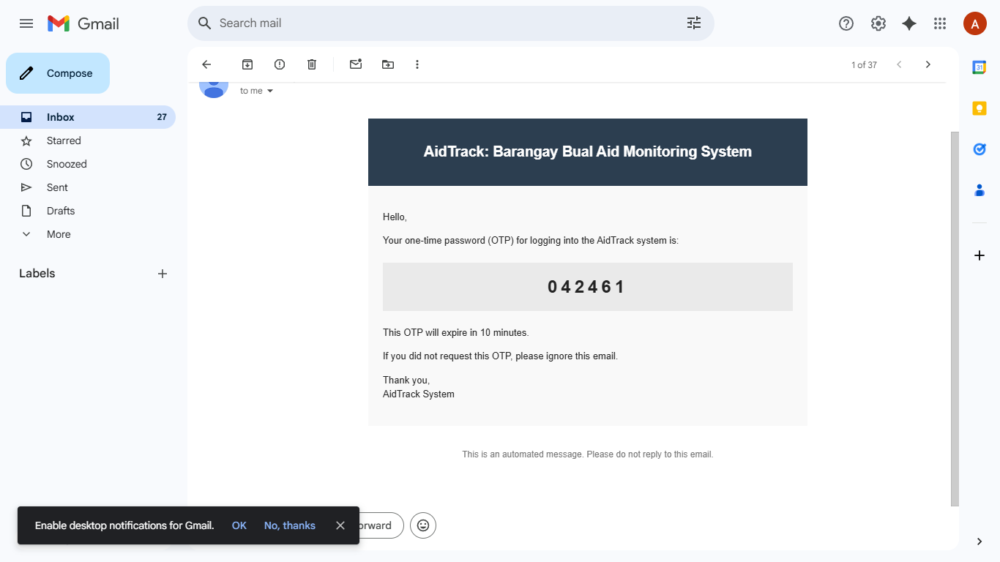 Gmail
Search mail
A
Compose
1 of 37
31
to me
Inbox 27
Starred
Snoozed
Sent
Drafts
More
Labels
AidTrack: Barangay Bual Aid Monitoring System
Hello,
Your one-time password (OTP) for logging into the AidTrack system is:
042461
This OTP will expire in 10 minutes.
If you did not request this OTP, please ignore this email.
Thank you,
AidTrack System
This is an automated message. Please do not reply to this email.
Enable desktop notifications for Gmail. OK No, thanks
orward